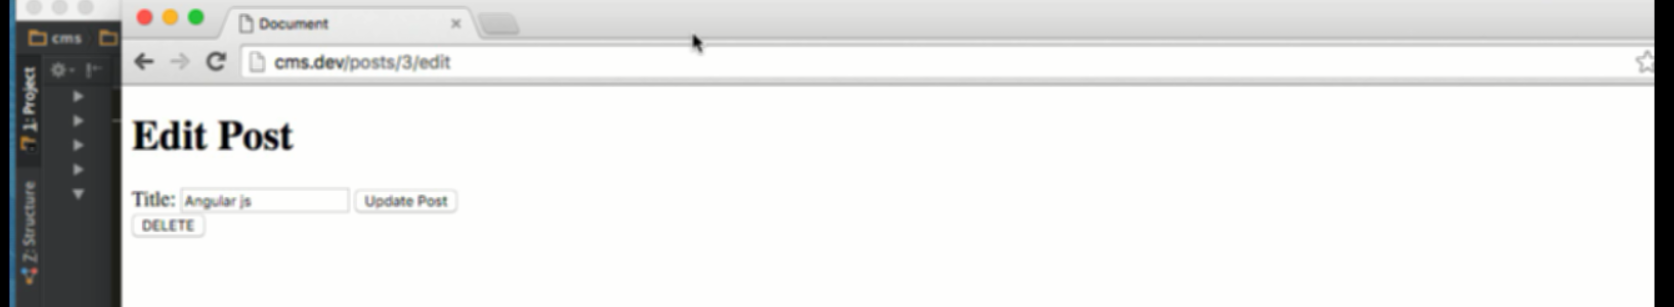 Document
cms
cms.dev/posts/3/edit
1: Project
Edit Post
Title: Angular js Update Post
DELETE
Z: Structure